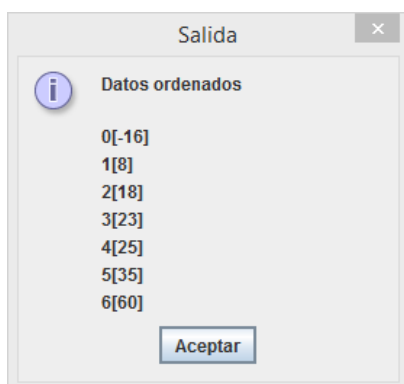 Salida
Datos ordenados
0[-16]
1[8]
2[18]
3[23]
4[25]
5[35]
6[60]
Aceptar